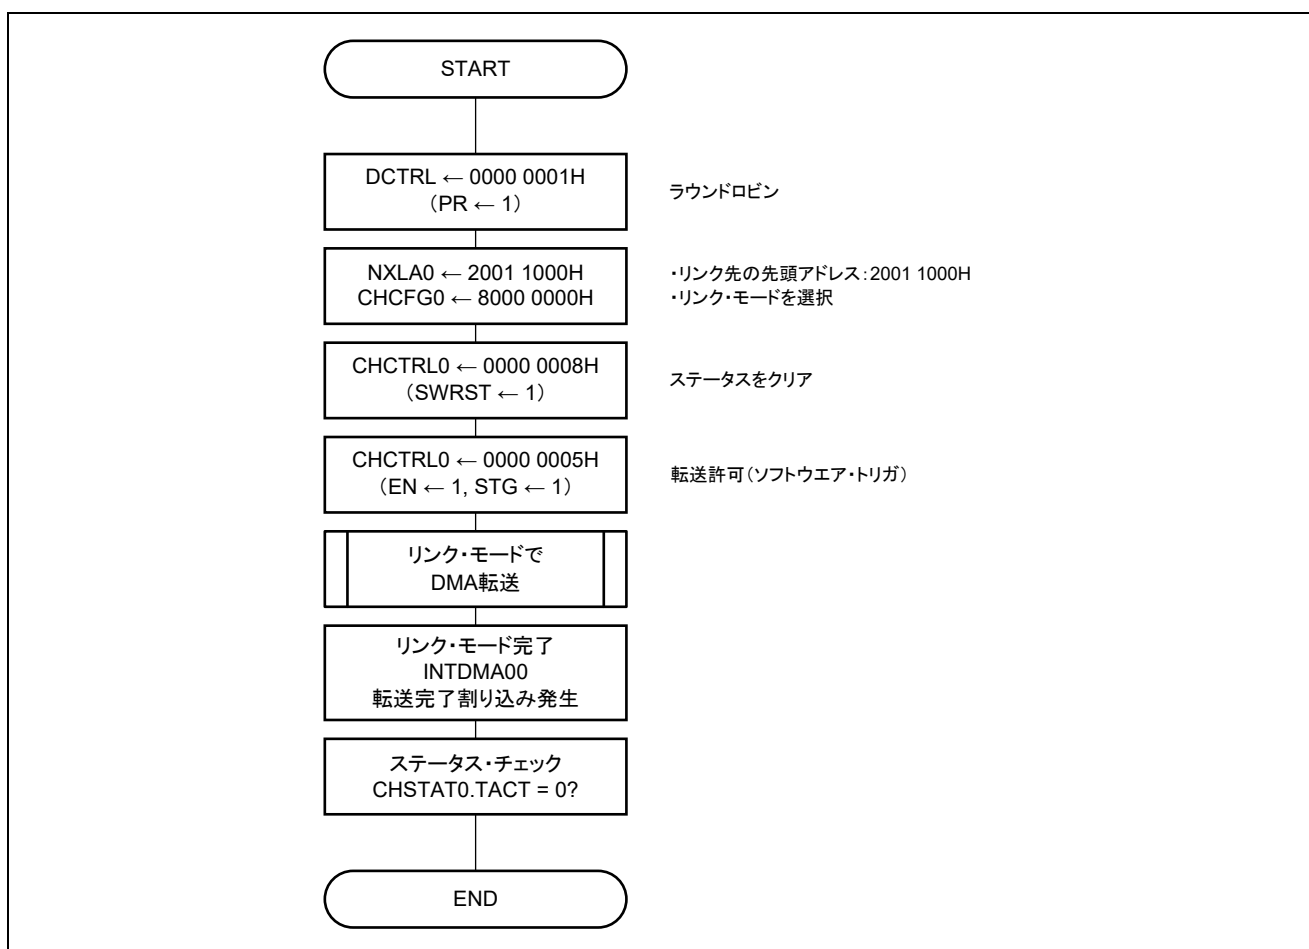 START
DCTRL ← 0000 0001H
（PR ← 1）
ラウンドロビン
NXLA0 ← 2001 1000H
CHCFG0 ← 8000 0000H
・リンク先の先頭アドレス：2001 1000H
・リンク・モードを選択
CHCTRL0 ← 0000 0008H
（SWRST ← 1）
ステータスをクリア
CHCTRL0 ← 0000 0005H
（EN ← 1, STG ← 1）
転送許可（ソフトウエア・トリガ）
リンク・モードで
DMA転送
リンク・モード完了
INTDMA00
転送完了割り込み発生
ステータス・チェック
CHSTAT0.TACT = 0?
END